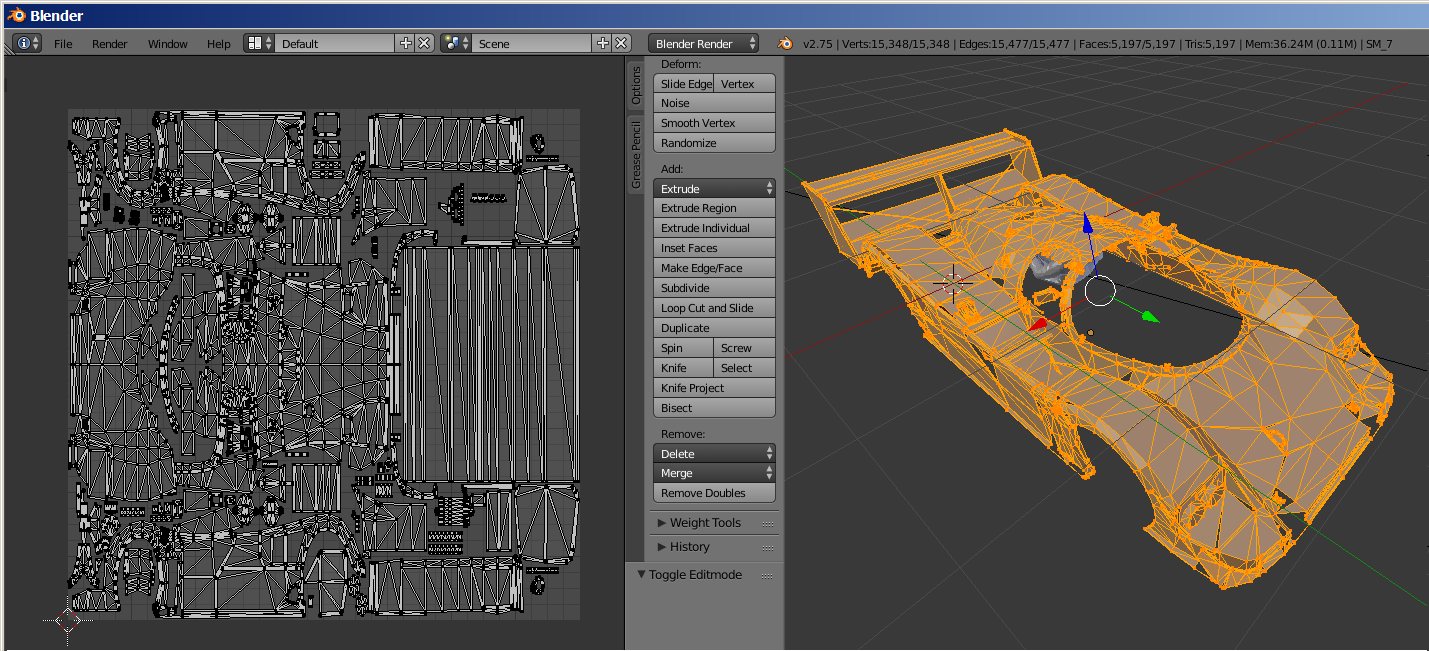 Blender
File Render Window Help Default Scene Blender Render v2.75 | Verts:15,348/15,348 | Edges:15,477/15,477 | Faces:5,197/5,197 | Tris:5,197 | Mem:36.24M (0.11M) | SM_7
Options
Grease Pencil
Deform:
Slide Edge Vertex
Noise
Smooth Vertex
Randomize
Add:
Extrude
Extrude Region
Extrude Individual
Inset Faces
Make Edge/Face
Subdivide
Loop Cut and Slide
Duplicate
Spin Screw
Knife Select
Knife Project
Bisect
Remove:
Delete
Merge
Remove Doubles
Weight Tools
History
Toggle Editmode